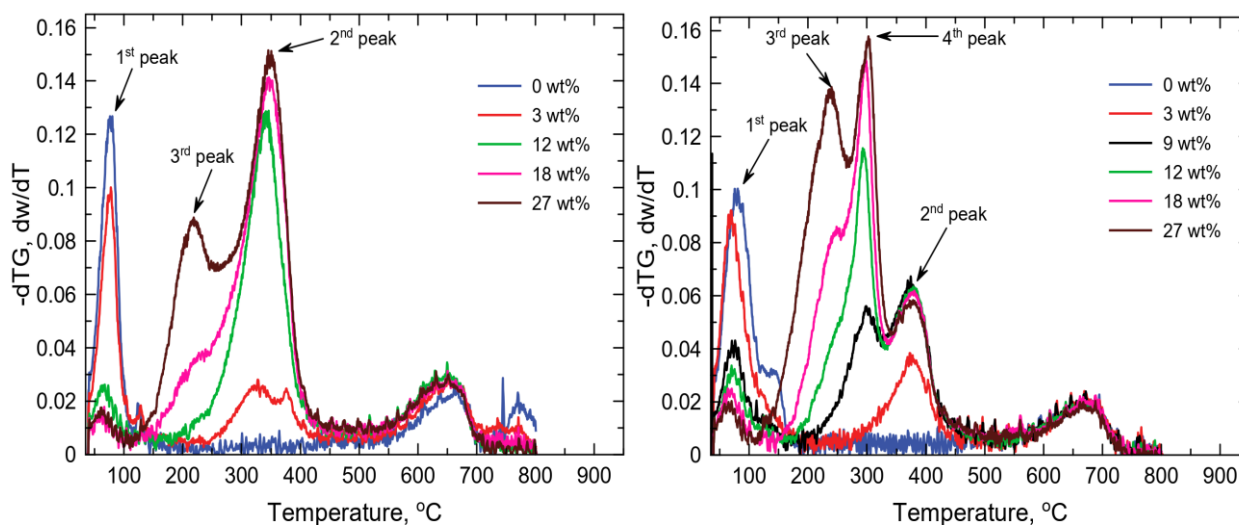 0.16
0.14
0.12
0.1
0.08
0.06
0.04
0.02
0
-dTG, dw/dT
1st peak
2nd peak
3rd peak
0 wt%
3 wt%
12 wt%
18 wt%
27 wt%
100 200 300 400 500 600 700 800 900
Temperature, oC
0.16
0.14
0.12
0.1
0.08
0.06
0.04
0.02
0
-dTG, dw/dT
3rd peak
4th peak
1st peak
2nd peak
0 wt%
3 wt%
9 wt%
12 wt%
18 wt%
27 wt%
100 200 300 400 500 600 700 800 900
Temperature, oC